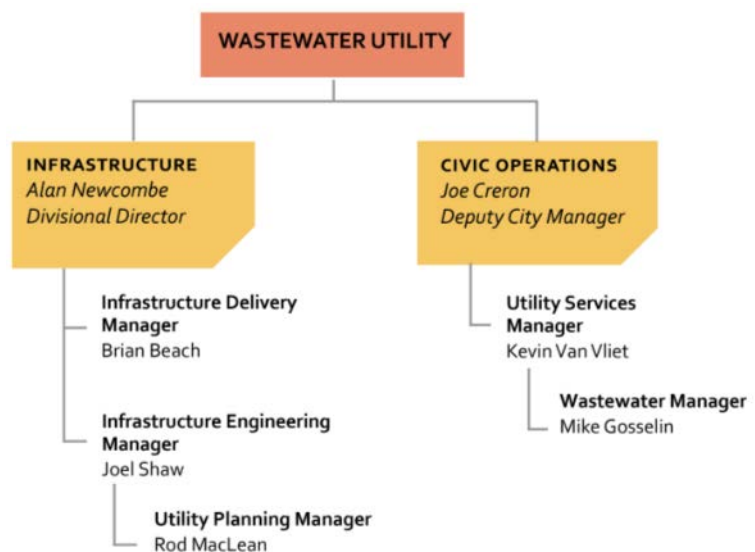 WASTEWATER UTILITY
INFRASTRUCTURE
Alan Newcombe
Divisional Director
Infrastructure Delivery
Manager
Brian Beach
Infrastructure Engineering
Manager
Joel Shaw
Utility Planning Manager
Rod MacLean
CIVIC OPERATIONS
Joe Creron
Deputy City Manager
Utility Services
Manager
Kevin Van Vliet
Wastewater Manager
Mike Gosselin